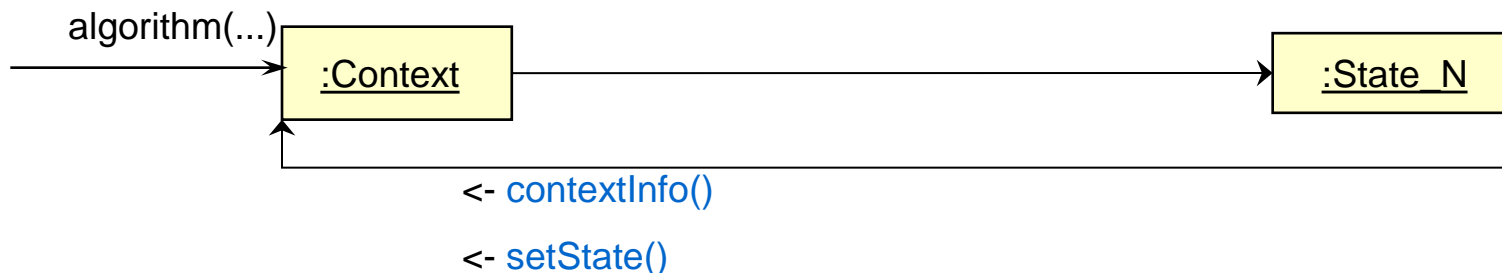 algorithm(...)
:Context
:State_N
<- contextInfo()
<- setState()